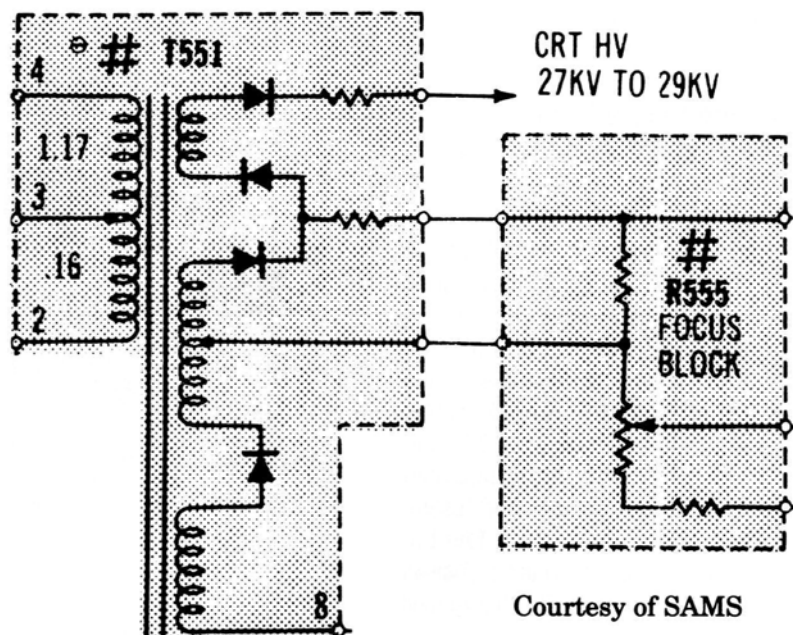 ⊖ # T551
4
1.17
3
.16
2
8
CRT HV
27KV TO 29KV
#
R555
FOCUS
BLOCK
Courtesy of SAMS